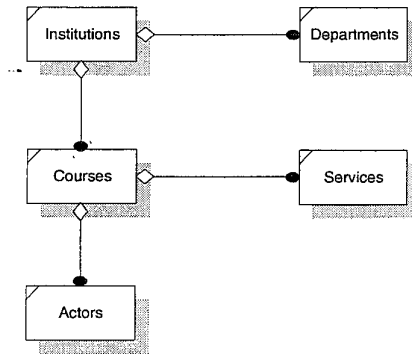 Institutions
Departments
Courses
Services
Actors